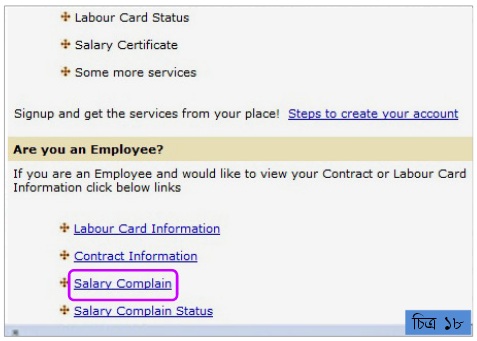 Labour Card Status
Salary Certificate
Some more services
Signup and get the services from your place! Steps to create your account
Are you an Employee?
If you are an Employee and would like to view your Contract or Labour Card
Information click below links
Labour Card Information
Contract Information
Salary Complain
Salary Complain Status
চিত্র ১৮